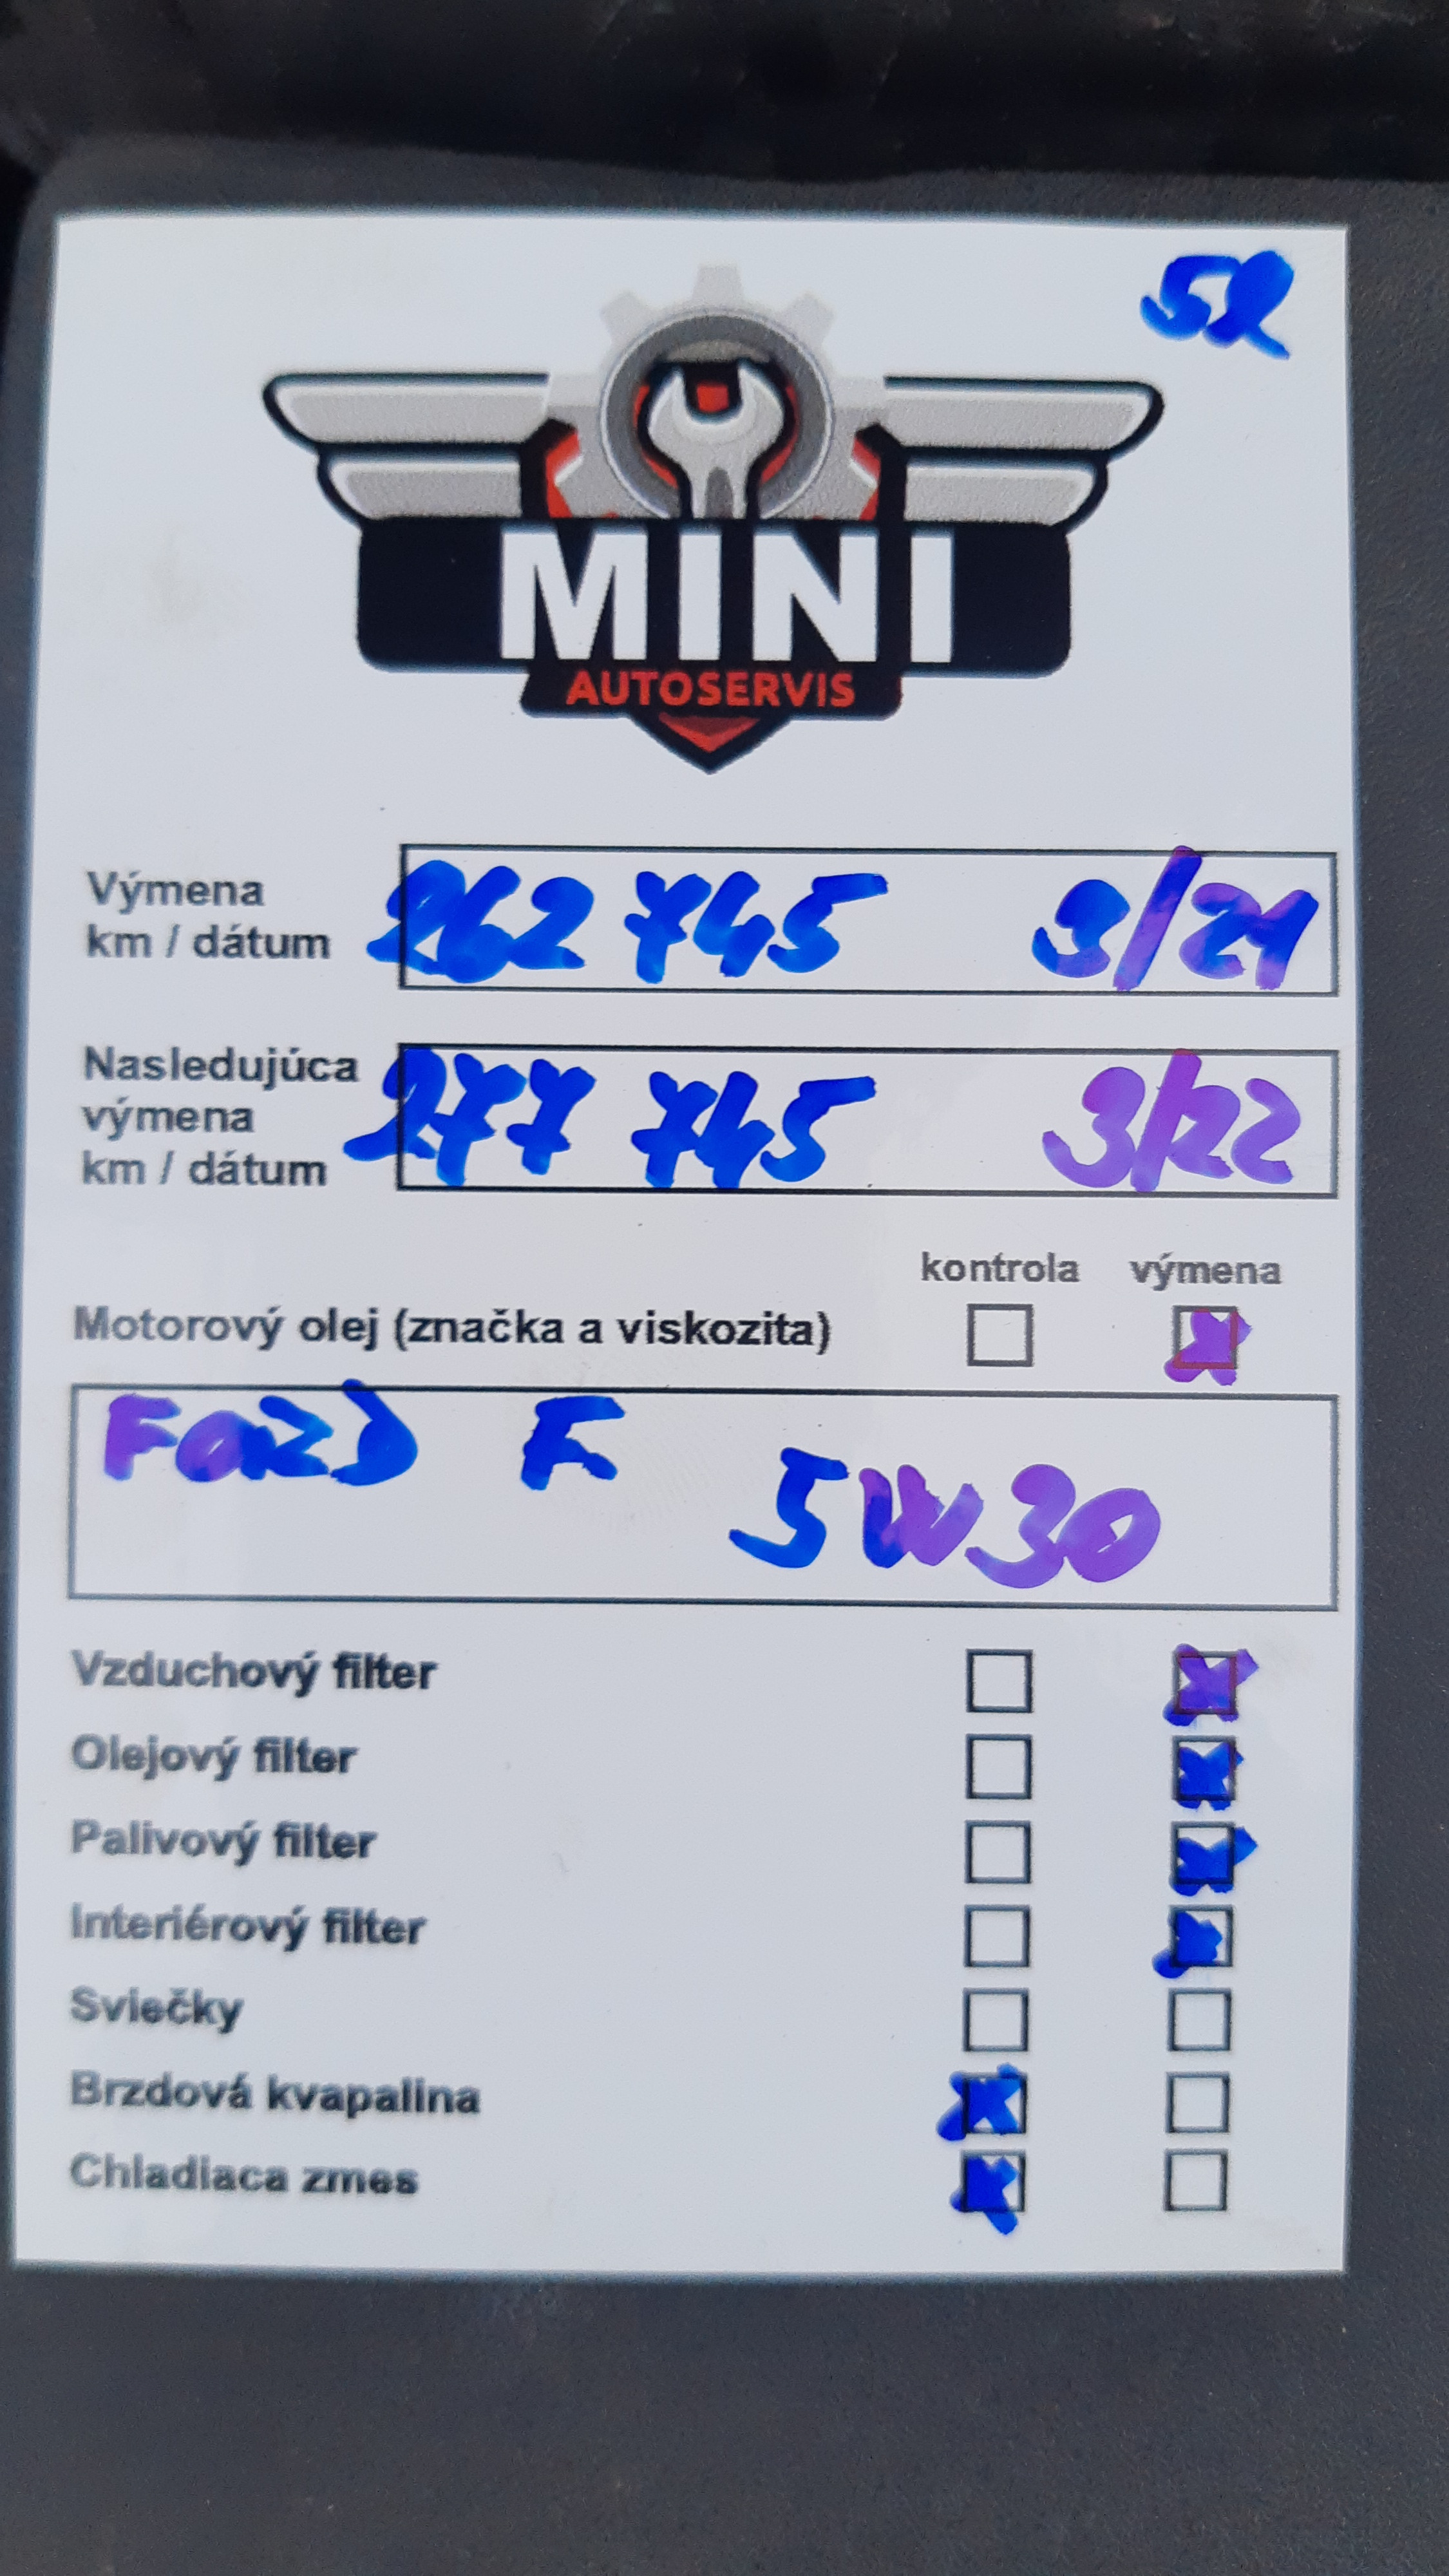 5l
MINI
AUTOSERVIS
Výmena
km / dátum
262 745 3/21
Nasledujúca
výmena
km / dátum
277 745 3/22
kontrola výmena
Motorový olej (značka a viskozita)
FORD F
5W30
Vzduchový filter
Olejový filter
Palivový filter
Interiérový filter
Sviečky
Brzdová kvapalina
Chladiaca zmes